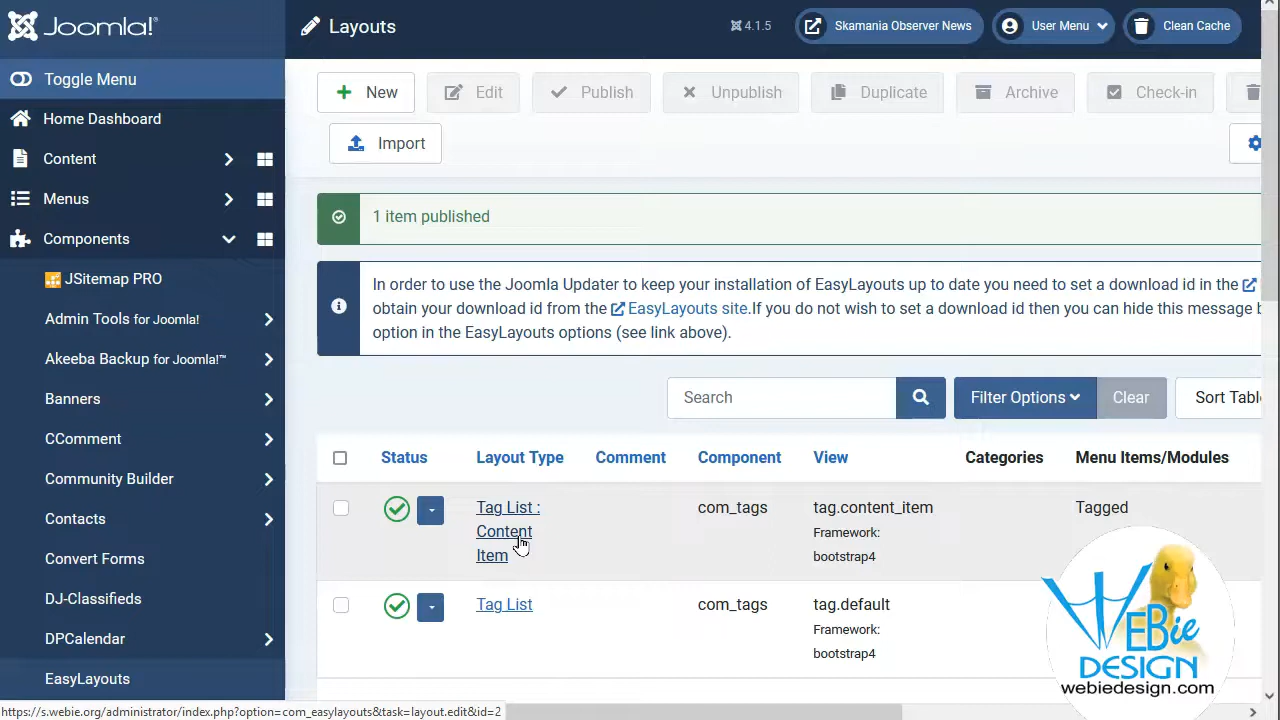 Joomla!®
Layouts
4.1.5
Skamania Observer News
User Menu
Clean Cache
Toggle Menu
Home Dashboard
Content
Menus
Components
JSitemap PRO
Admin Tools for Joomla!
Akeeba Backup for Joomla!™
Banners
CComment
Community Builder
Contacts
Convert Forms
DJ-Classifieds
DPCalendar
EasyLayouts
New
Edit
Publish
Unpublish
Duplicate
Archive
Check-in
Import
1 item published
In order to use the Joomla Updater to keep your installation of EasyLayouts up to date you need to set a download id in the
obtain your download id from the EasyLayouts site.If you do not wish to set a download id then you can hide this message
option in the EasyLayouts options (see link above).
Search
Filter Options
Clear
Sort
Status Layout Type Comment Component View Categories Menu Items/Modules
Tag List : com_tags tag.content_item Tagged
Content Framework:
Item bootstrap4
Tag List com_tags tag.default
Framework:
bootstrap4
WEBie
DESIGN
webiedesign.com
https://s.webie.org/administrator/index.php?option=com_easylayouts&task=layout.edit&id=2